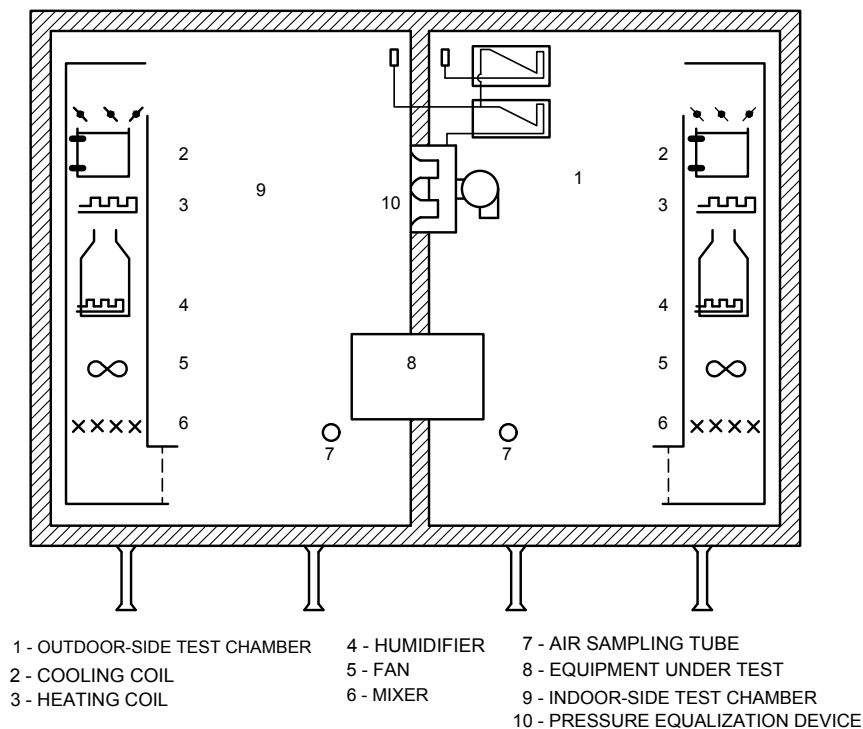 2
3
9
10
1
2
3
4
8
4
5
5
6
6
7
7
1 - OUTDOOR-SIDE TEST CHAMBER
2 - COOLING COIL
3 - HEATING COIL
4 - HUMIDIFIER
5 - FAN
6 - MIXER
7 - AIR SAMPLING TUBE
8 - EQUIPMENT UNDER TEST
9 - INDOOR-SIDE TEST CHAMBER
10 - PRESSURE EQUALIZATION DEVICE